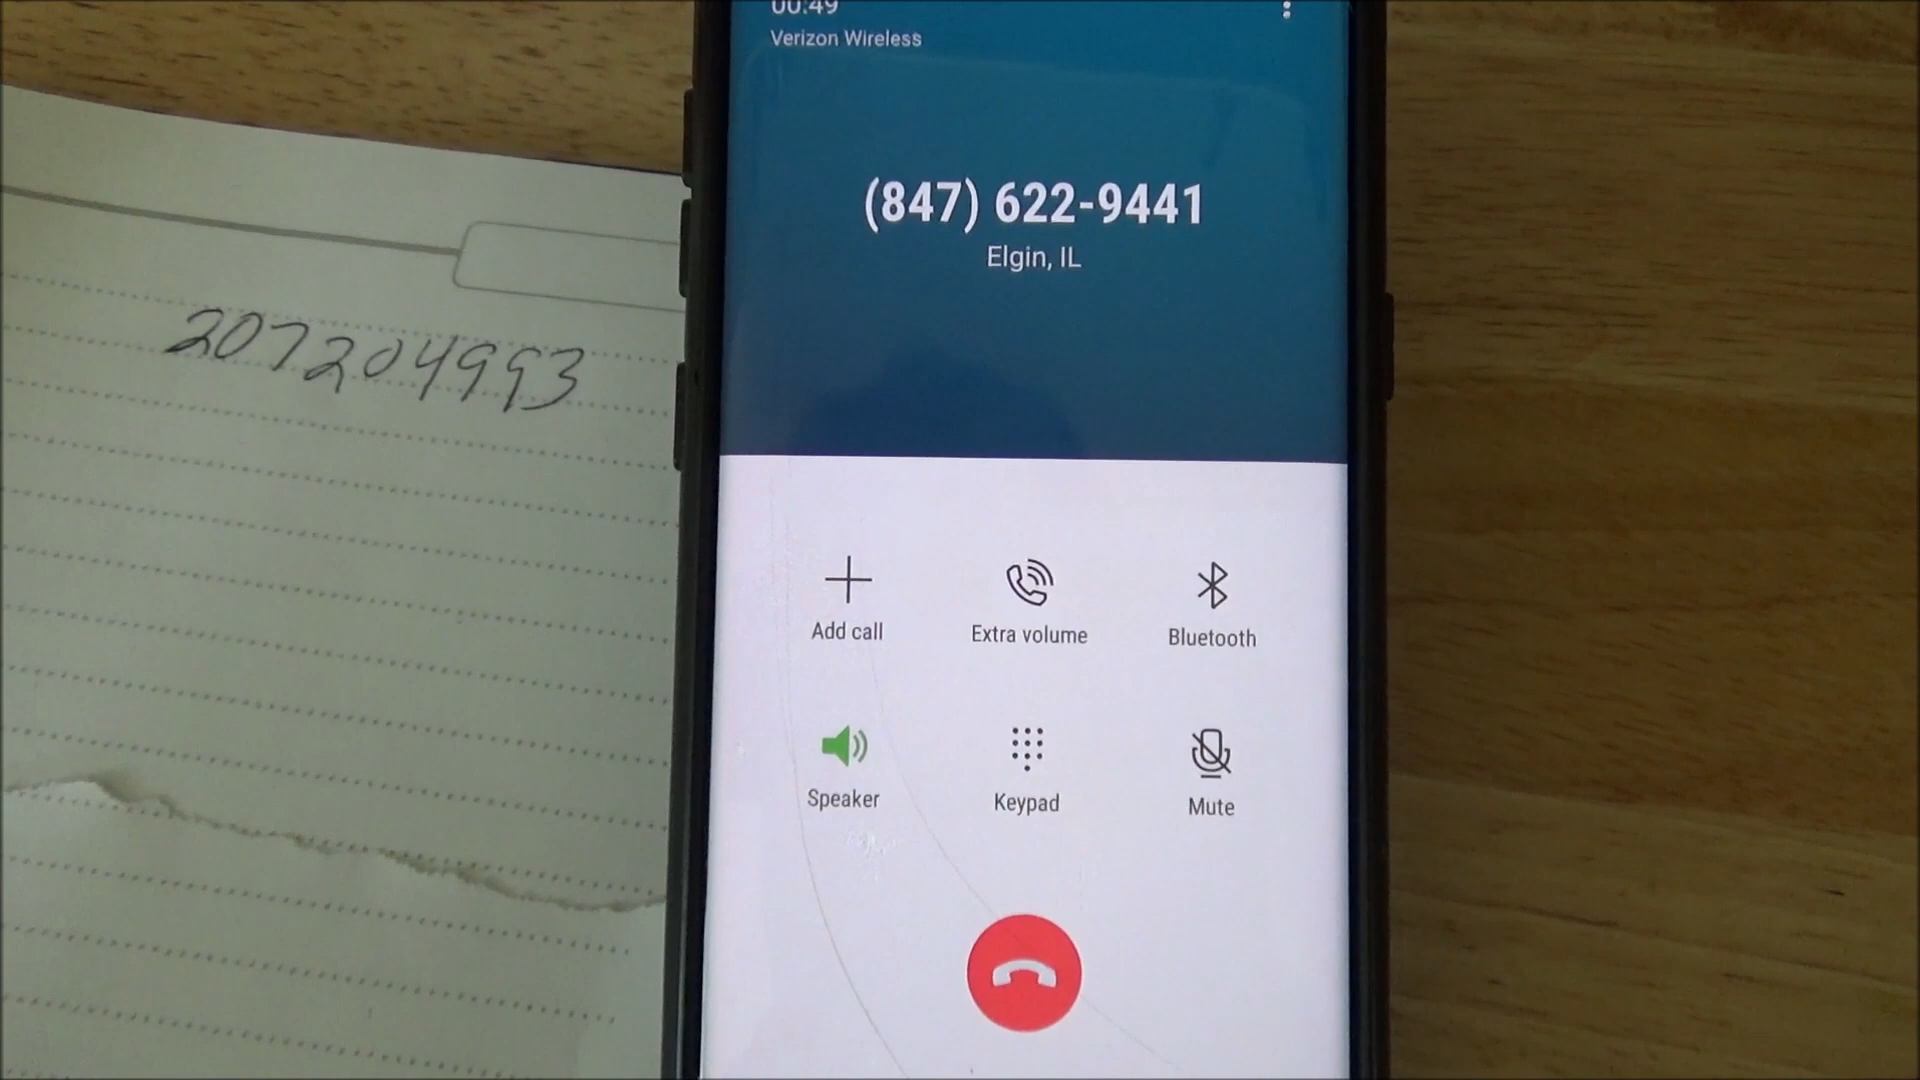 00:49
Verizon Wireless
(847) 622-9441
Elgin, IL
207204993
Add call
Extra volume
Bluetooth
Speaker
Keypad
Mute